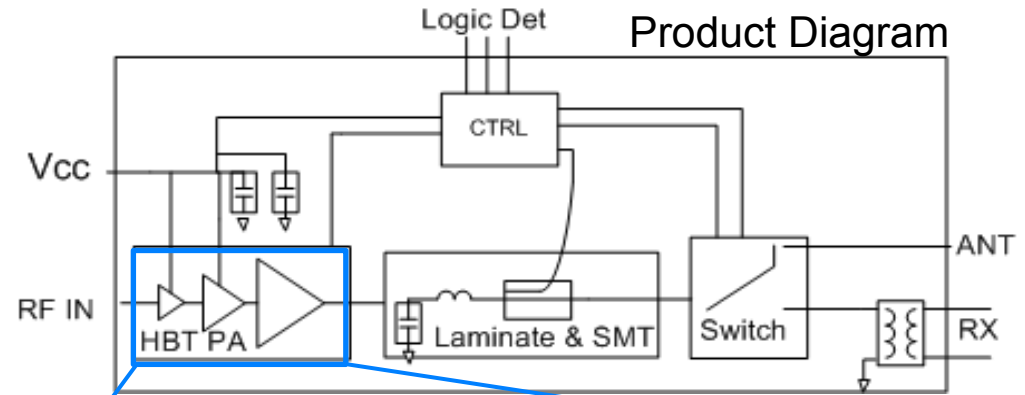 Logic Det
Product Diagram
CTRL
Vcc
ANT
RF IN
HBT PA
Laminate & SMT
Switch
RX